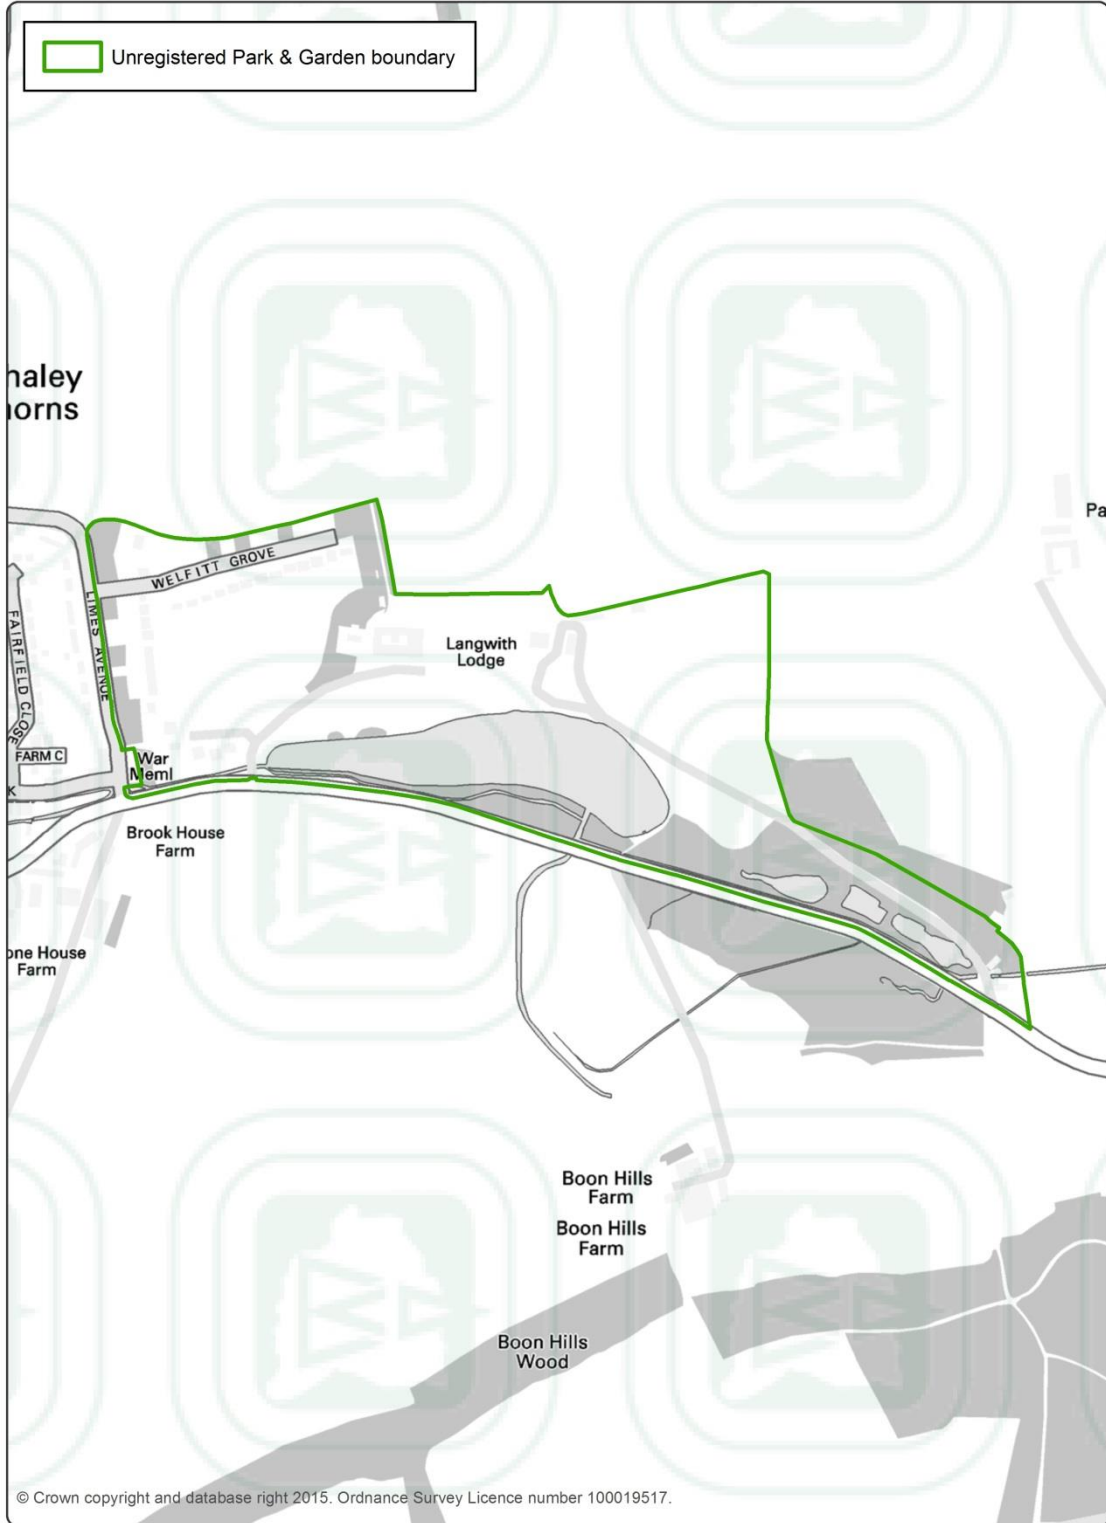 Unregistered Park & Garden boundary
haley
horns
Pa
WELFITT GROVE
LIMES AVENUE
FAIRFIELD CLOSE
Langwith
Lodge
FARM C
War
Meml
K
Brook House
Farm
one House
Farm
Boon Hills
Farm
Boon Hills
Farm
Boon Hills
Wood
© Crown copyright and database right 2015. Ordnance Survey Licence number 100019517.